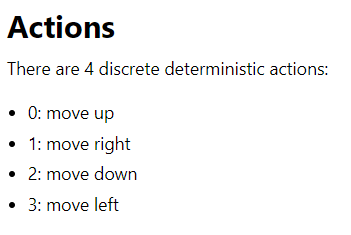 Actions
There are 4 discrete deterministic actions:
• 0: move up
• 1: move right
• 2: move down
• 3: move left